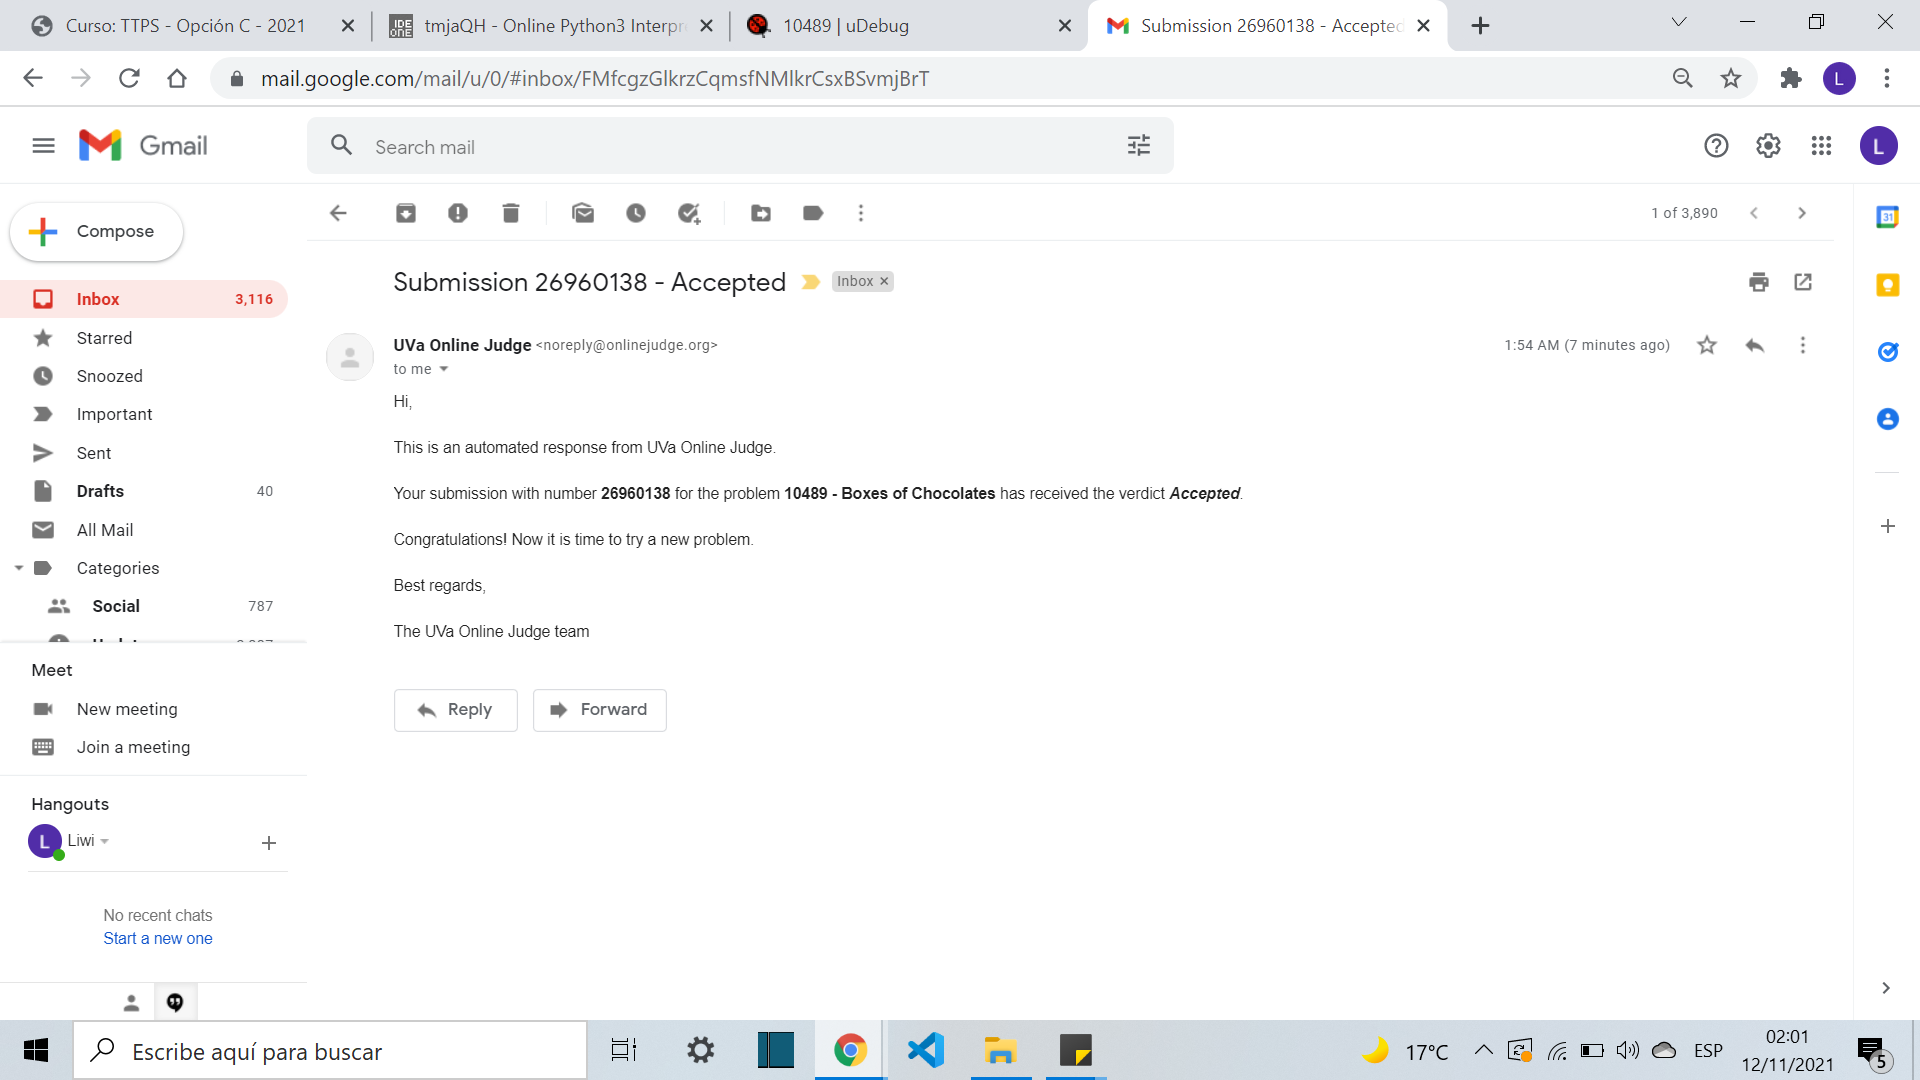 Curso: TTPS - Opción C - 2021
tmjaQH - Online Python3 Interpre
10489 | uDebug
Submission 26960138 - Accepted
mail.google.com/mail/u/0/#inbox/FMfcgzGlkrzCqmsfNMlkrCsxBSvmjBrT
L
Gmail
Search mail
L
Compose
1 of 3,890
31
Submission 26960138 - Accepted
Inbox ×
Inbox 3,116
Starred
Snoozed
Important
Sent
Drafts 40
All Mail
Categories
Social 787
UVa Online Judge <noreply@onlinejudge.org>
1:54 AM (7 minutes ago)
to me
Hi,
This is an automated response from UVa Online Judge.
Your submission with number 26960138 for the problem 10489 - Boxes of Chocolates has received the verdict Accepted.
Congratulations! Now it is time to try a new problem.
Best regards,
The UVa Online Judge team
Reply
Forward
Meet
New meeting
Join a meeting
Hangouts
L
Liwi
No recent chats
Start a new one
Escribe aquí para buscar
17°C
ESP
02:01
12/11/2021
5